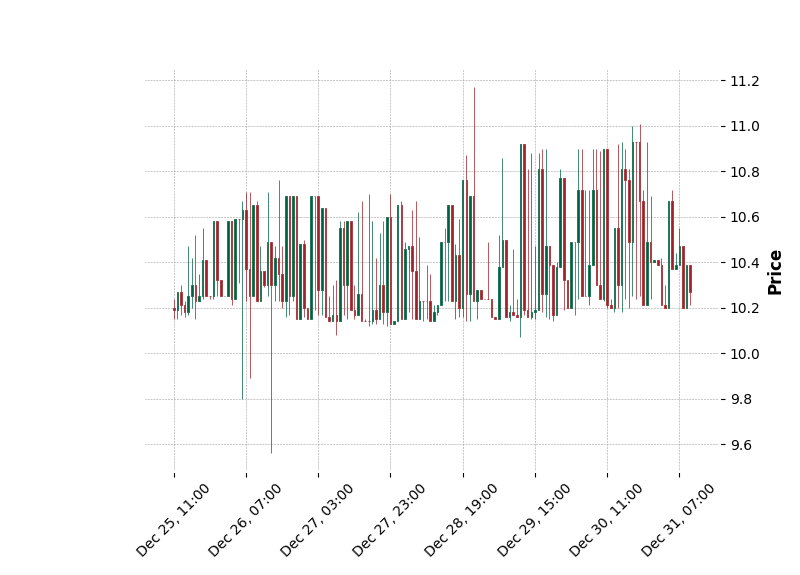 11.2
11.0
10.8
10.6
10.4
10.2
10.0
9.8
9.6
Price
Dec 25, 11:00
Dec 26, 07:00
Dec 27, 03:00
Dec 27, 23:00
Dec 28, 19:00
Dec 29, 15:00
Dec 30, 11:00
Dec 31, 07:00